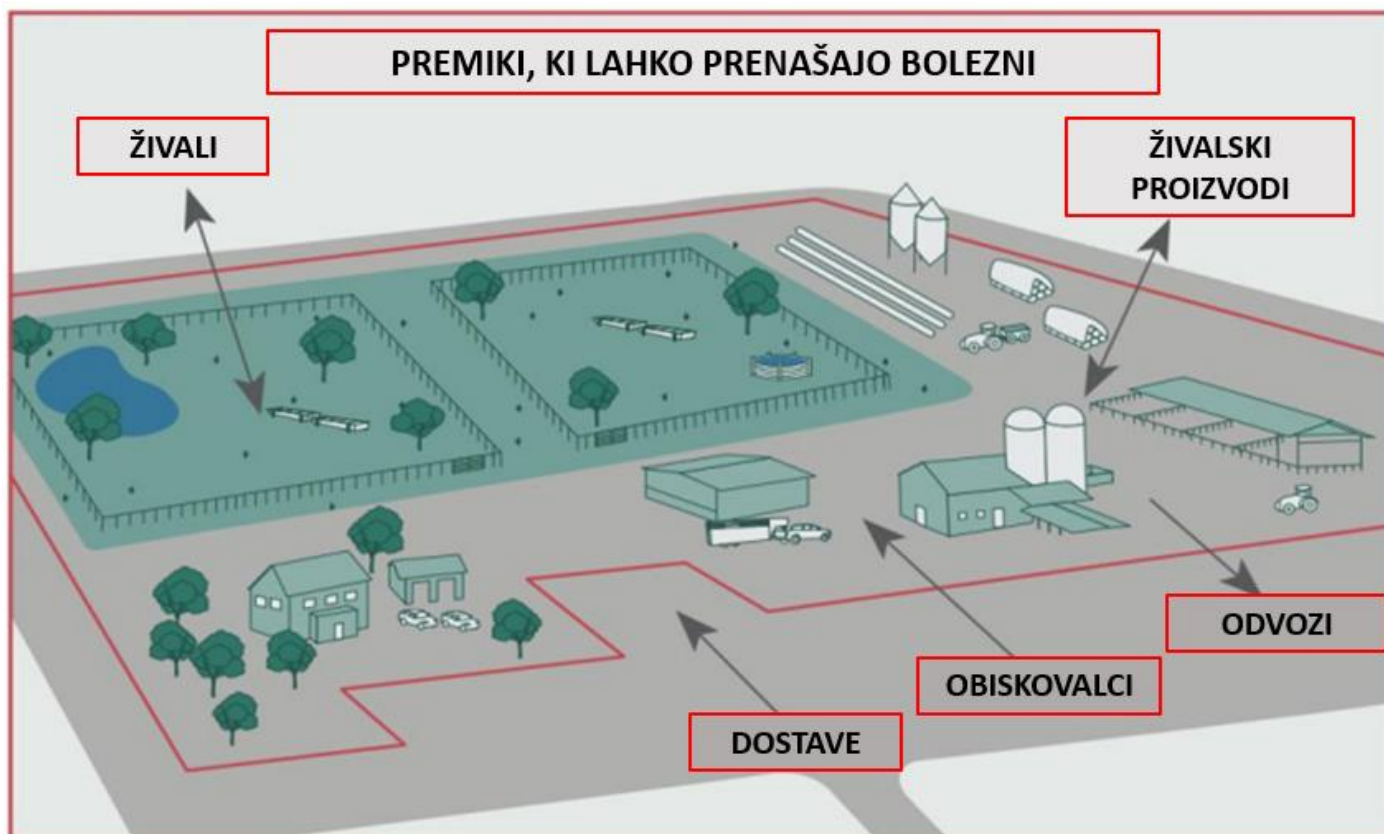 PREMIKI, KI LAHKO PRENAŠAJO BOLEZNI
ŽIVALI
ŽIVALSKI
PROIZVODI
ODVOZI
OBISKOVALCI
DOSTAVE